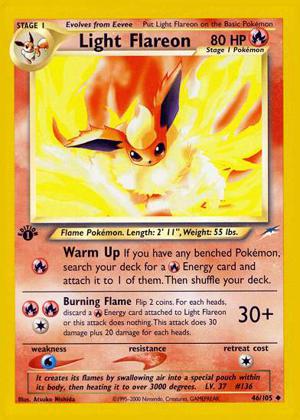 STAGE 1 Evolves from Eevee Put Light Flareon on the Basic Pokémon
Light Flareon 80 HP
Stage 1 Pokémon
EDITION
1
Flame Pokémon. Length: 2' 11", Weight: 55 lbs.
Warm Up If you have any benched Pokémon,
search your deck for a Energy card and
attach it to 1 of them. Then shuffle your deck.
Burning Flame Flip 2 coins. For each heads,
discard a Energy card attached to Light Flareon
or this attack does nothing. This attack does 30
damage plus 20 damage for each heads.
30+
weakness resistance retreat cost
It creates its flames by swallowing air into a special pouch within
its body, then heating it to over 3000 degrees. LV. 37 #136
Illus. Atsuko Nishida ©1995-2000 Nintendo, Creatures, GAMEFREAK. 46/105